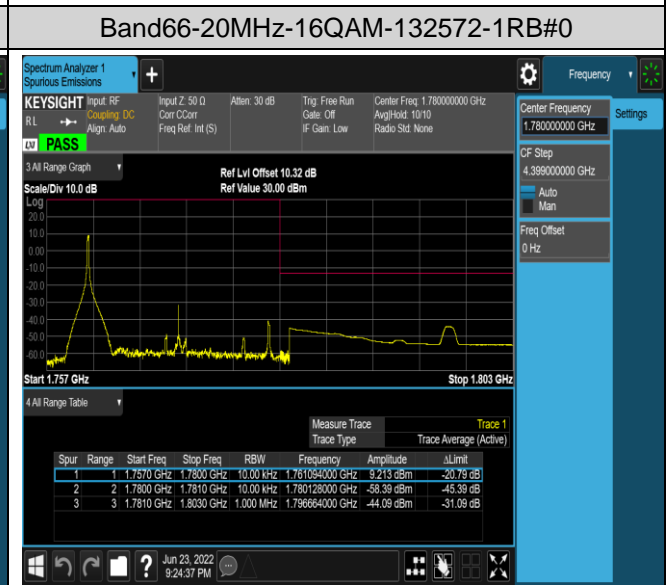 Band66-20MHz-16QAM-132572-1RB#0
Spectrum Analyzer 1
Spurious Emissions
+
Frequency
KEYSIGHT
RL
Input: RF
Coupling: DC
Align: Auto
Input Z: 50 Ω
Corr CCorr
Freq Ref: Int (S)
Atten: 30 dB
Trig: Free Run
Gate: Off
IF Gain: Low
Center Freq: 1.780000000 GHz
Avg|Hold: 10/10
Radio Std: None
LXI PASS
Center Frequency
1.780000000 GHz
Settings
CF Step
4.399000000 GHz
Auto
Man
Freq Offset
0 Hz
3 All Range Graph
Scale/Div 10.0 dB
Ref Lvl Offset 10.32 dB
Ref Value 30.00 dBm
Log
20.0
10.0
0.00
-10.0
-20.0
-30.0
-40.0
-50.0
-60.0
Start 1.757 GHz
Stop 1.803 GHz
4 All Range Table
Measure Trace Trace 1
Trace Type Trace Average (Active)
Spur Range Start Freq Stop Freq RBW Frequency Amplitude ΔLimit
1 1 1.7570 GHz 1.7800 GHz 10.00 kHz 1.761094000 GHz 9.213 dBm -20.79 dB
2 2 1.7800 GHz 1.7810 GHz 10.00 kHz 1.780128000 GHz -58.39 dBm -45.39 dB
3 3 1.7810 GHz 1.8030 GHz 1.000 MHz 1.796664000 GHz -44.09 dBm -31.09 dB
?
Jun 23, 2022
9:24:37 PM